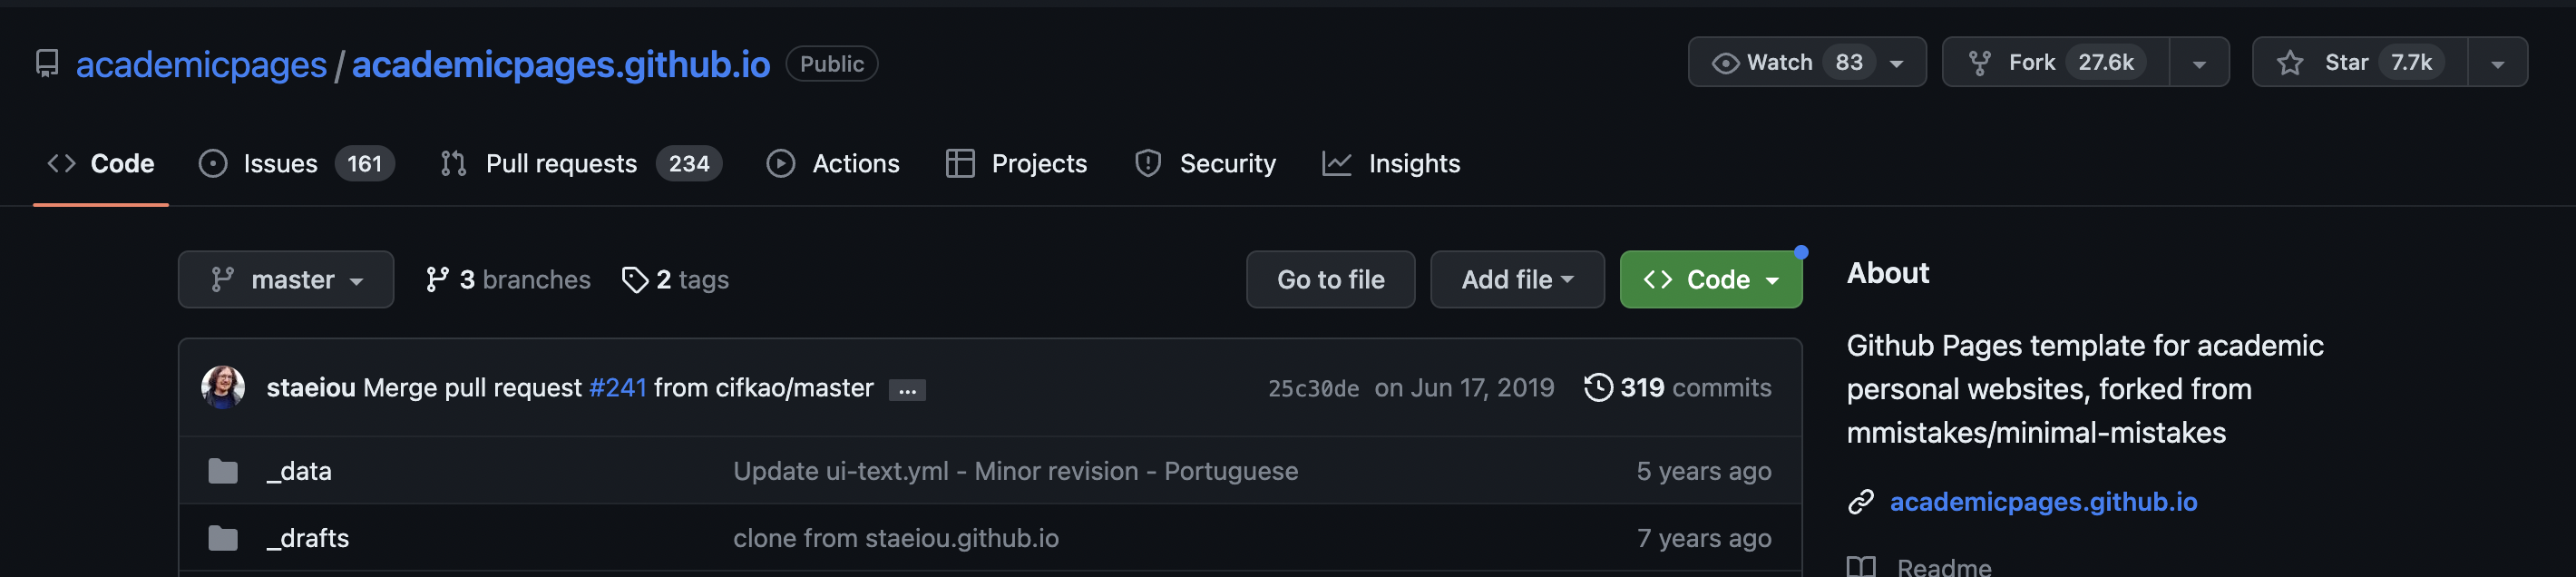 academicpages / academicpages.github.io Public Watch 83 Fork 27.6k Star 7.7k
Code Issues 161 Pull requests 234 Actions Projects Security Insights
master 3 branches 2 tags Go to file Add file Code
staeiou Merge pull request #241 from cifkao/master ... 25c30de on Jun 17, 2019 319 commits
_data Update ui-text.yml - Minor revision - Portuguese 5 years ago
_drafts clone from staeiou.github.io 7 years ago
About
Github Pages template for academic
personal websites, forked from
mmistakes/minimal-mistakes
academicpages.github.io
Readme